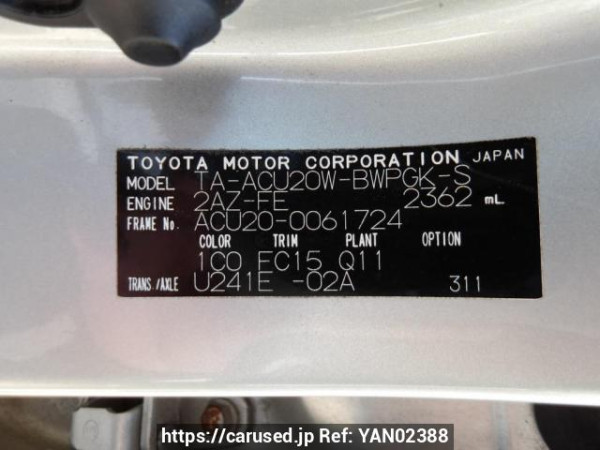 TOYOTA MOTOR CORPORATION JAPAN
MODEL TA-ACU20W-BWPGK-S
ENGINE 2AZ-FE 2362 mL
FRAME No. ACU20-0061724
COLOR TRIM PLANT OPTION
1C0 FC15 Q11
TRANS./AXLE U241E -02A 311
https://carused.jp Ref: YAN02388